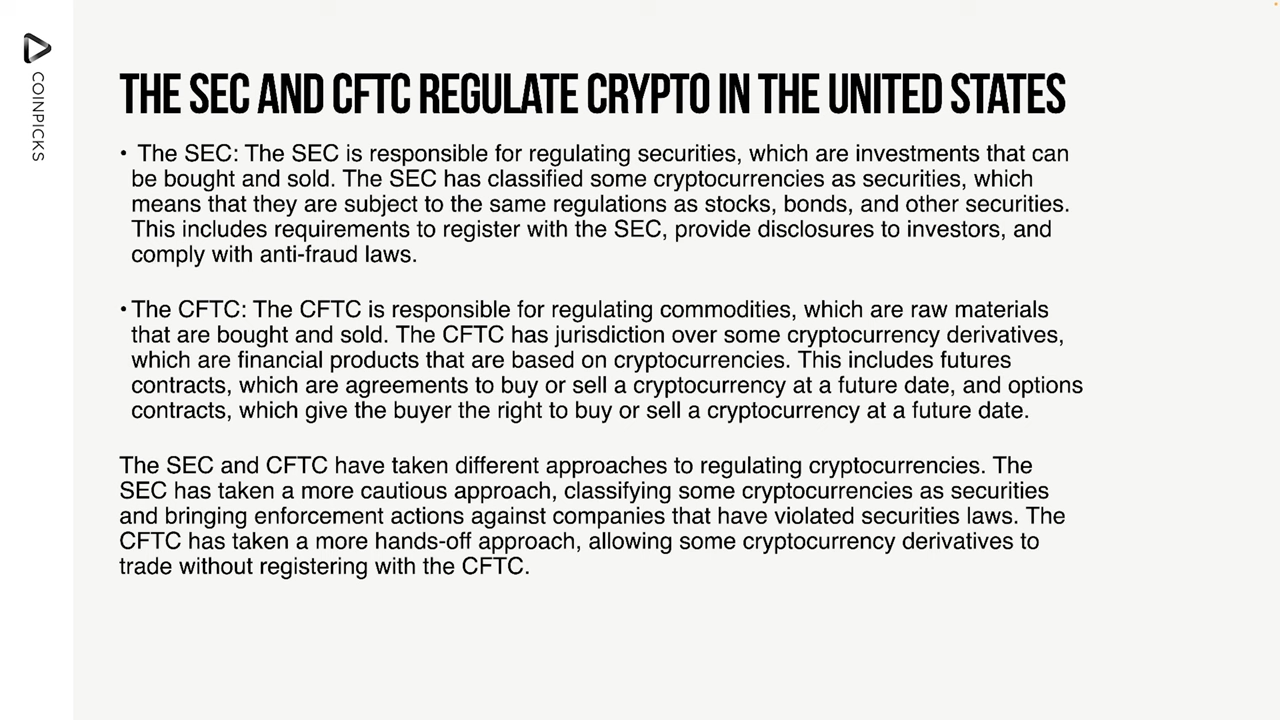 COINPICKS
THE SEC AND CFTC REGULATE CRYPTO IN THE UNITED STATES
• The SEC: The SEC is responsible for regulating securities, which are investments that can
be bought and sold. The SEC has classified some cryptocurrencies as securities, which
means that they are subject to the same regulations as stocks, bonds, and other securities.
This includes requirements to register with the SEC, provide disclosures to investors, and
comply with anti-fraud laws.
• The CFTC: The CFTC is responsible for regulating commodities, which are raw materials
that are bought and sold. The CFTC has jurisdiction over some cryptocurrency derivatives,
which are financial products that are based on cryptocurrencies. This includes futures
contracts, which are agreements to buy or sell a cryptocurrency at a future date, and options
contracts, which give the buyer the right to buy or sell a cryptocurrency at a future date.
The SEC and CFTC have taken different approaches to regulating cryptocurrencies. The
SEC has taken a more cautious approach, classifying some cryptocurrencies as securities
and bringing enforcement actions against companies that have violated securities laws. The
CFTC has taken a more hands-off approach, allowing some cryptocurrency derivatives to
trade without registering with the CFTC.